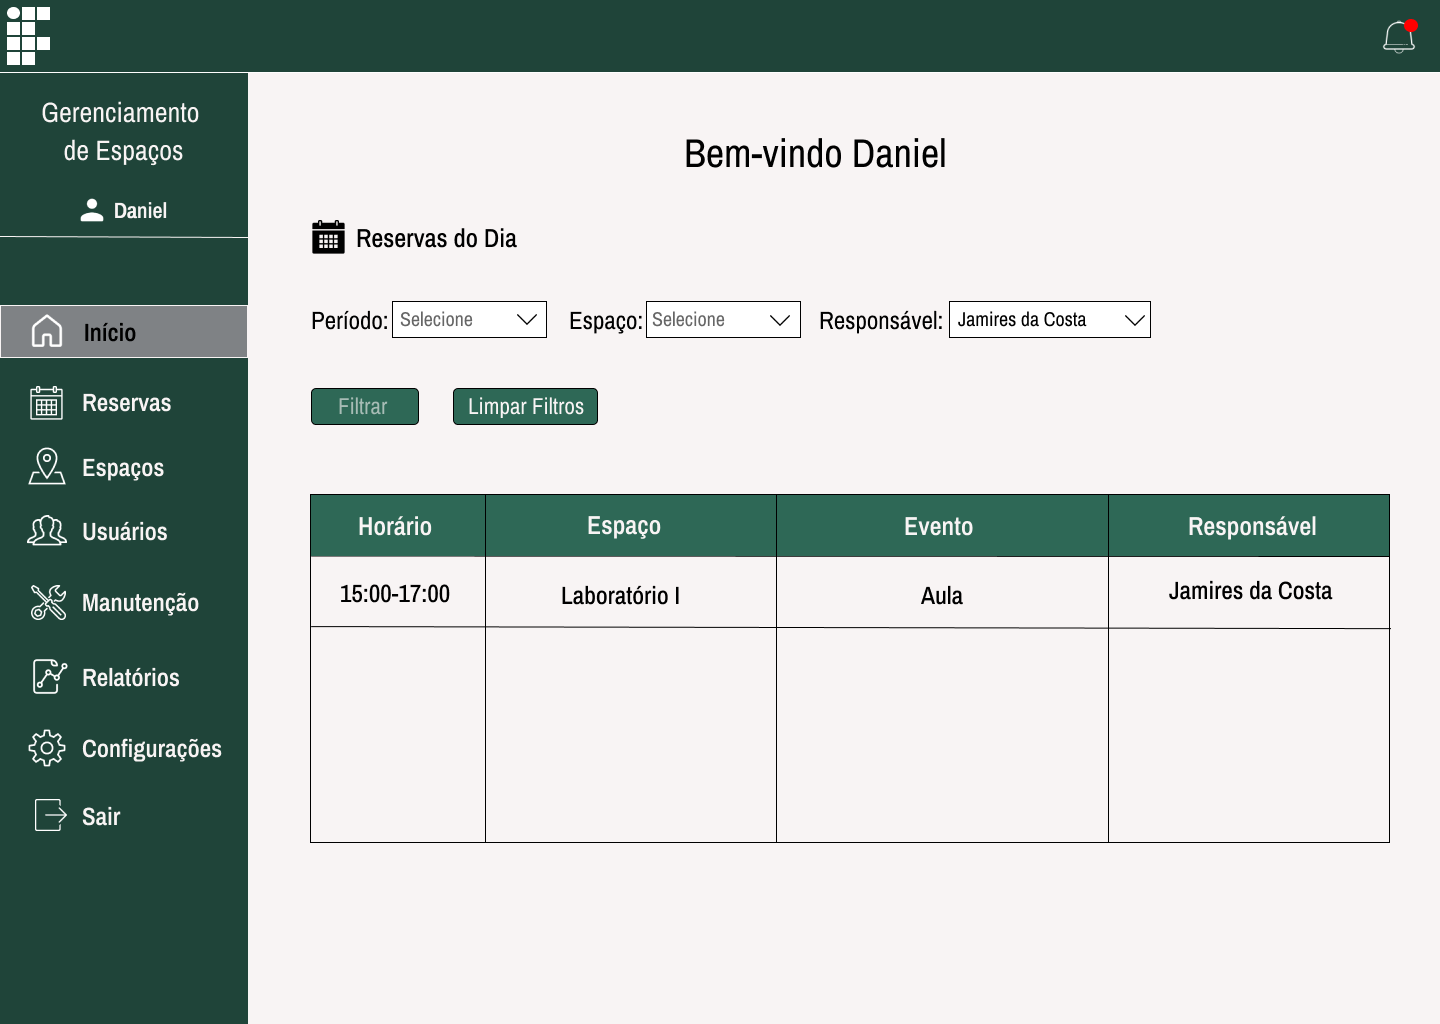 Gerenciamento
de Espaços
Daniel
Início
Reservas
Espaços
Usuários
Manutenção
Relatórios
Configurações
Sair
Bem-vindo Daniel
Reservas do Dia
Período: Selecione Espaço: Selecione Responsável: Jamires da Costa
Filtrar Limpar Filtros
Horário Espaço Evento Responsável
15:00-17:00 Laboratório I Aula Jamires da Costa